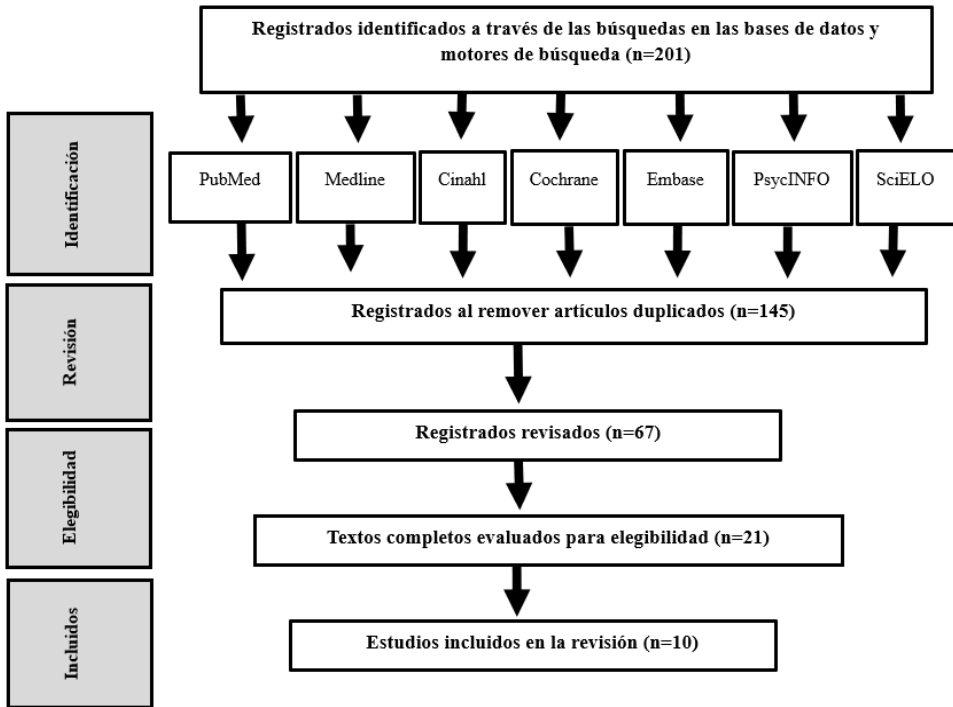 Registrados identificados a través de las búsquedas en las bases de datos y
motores de búsqueda (n=201)
Identificación
PubMed
Medline
Cinahl
Cochrane
Embase
PsycINFO
SciELO
Revisión
Registrados al remover artículos duplicados (n=145)
Registrados revisados (n=67)
Elegibilidad
Textos completos evaluados para elegibilidad (n=21)
Incluidos
Estudios incluidos en la revisión (n=10)